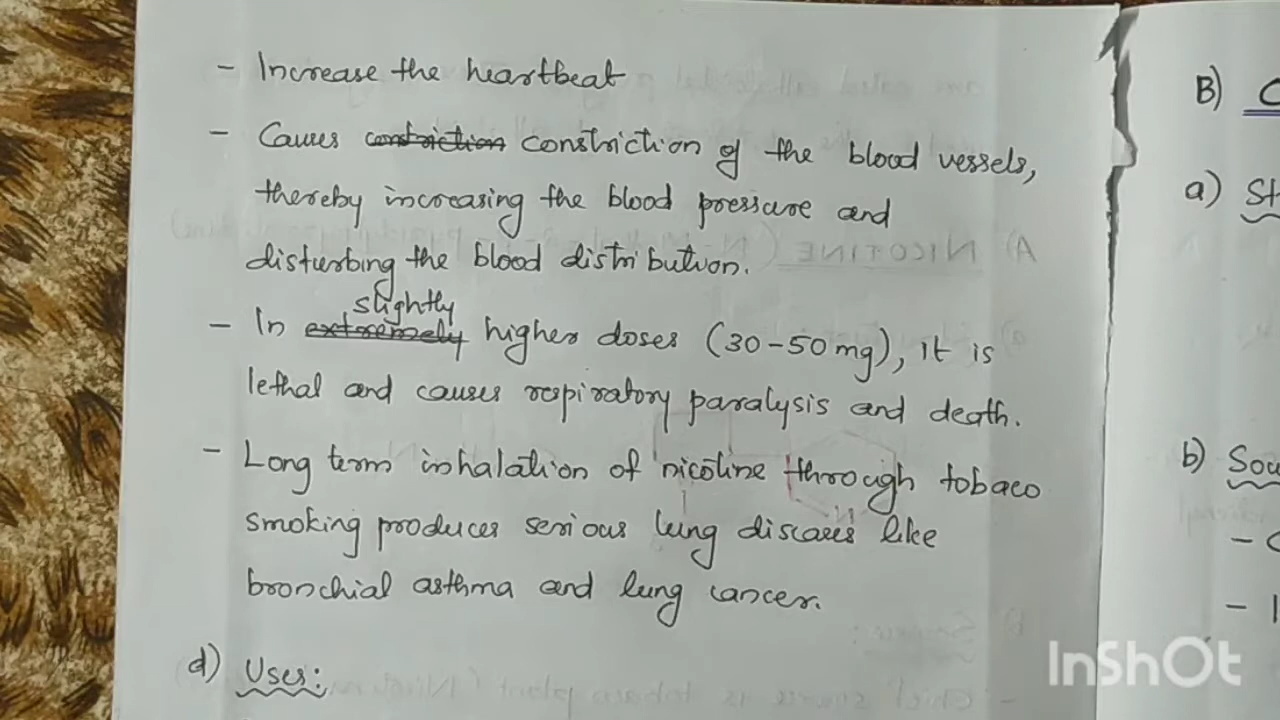 - Increase the heartbeat
- Causes constriction constriction of the blood vessels,
thereby increasing the blood pressure and
disturbing the blood distribution.
slightly
- In extremely higher doses (30-50mg), it is
lethal and causes respiratory paralysis and death.
- Long term inhalation of nicotine through tobaco
smoking produces serious lung diseases like
bronchial asthma and lung cancer.
d) Uses:
B) C
a) St
b) Sou
InShOt